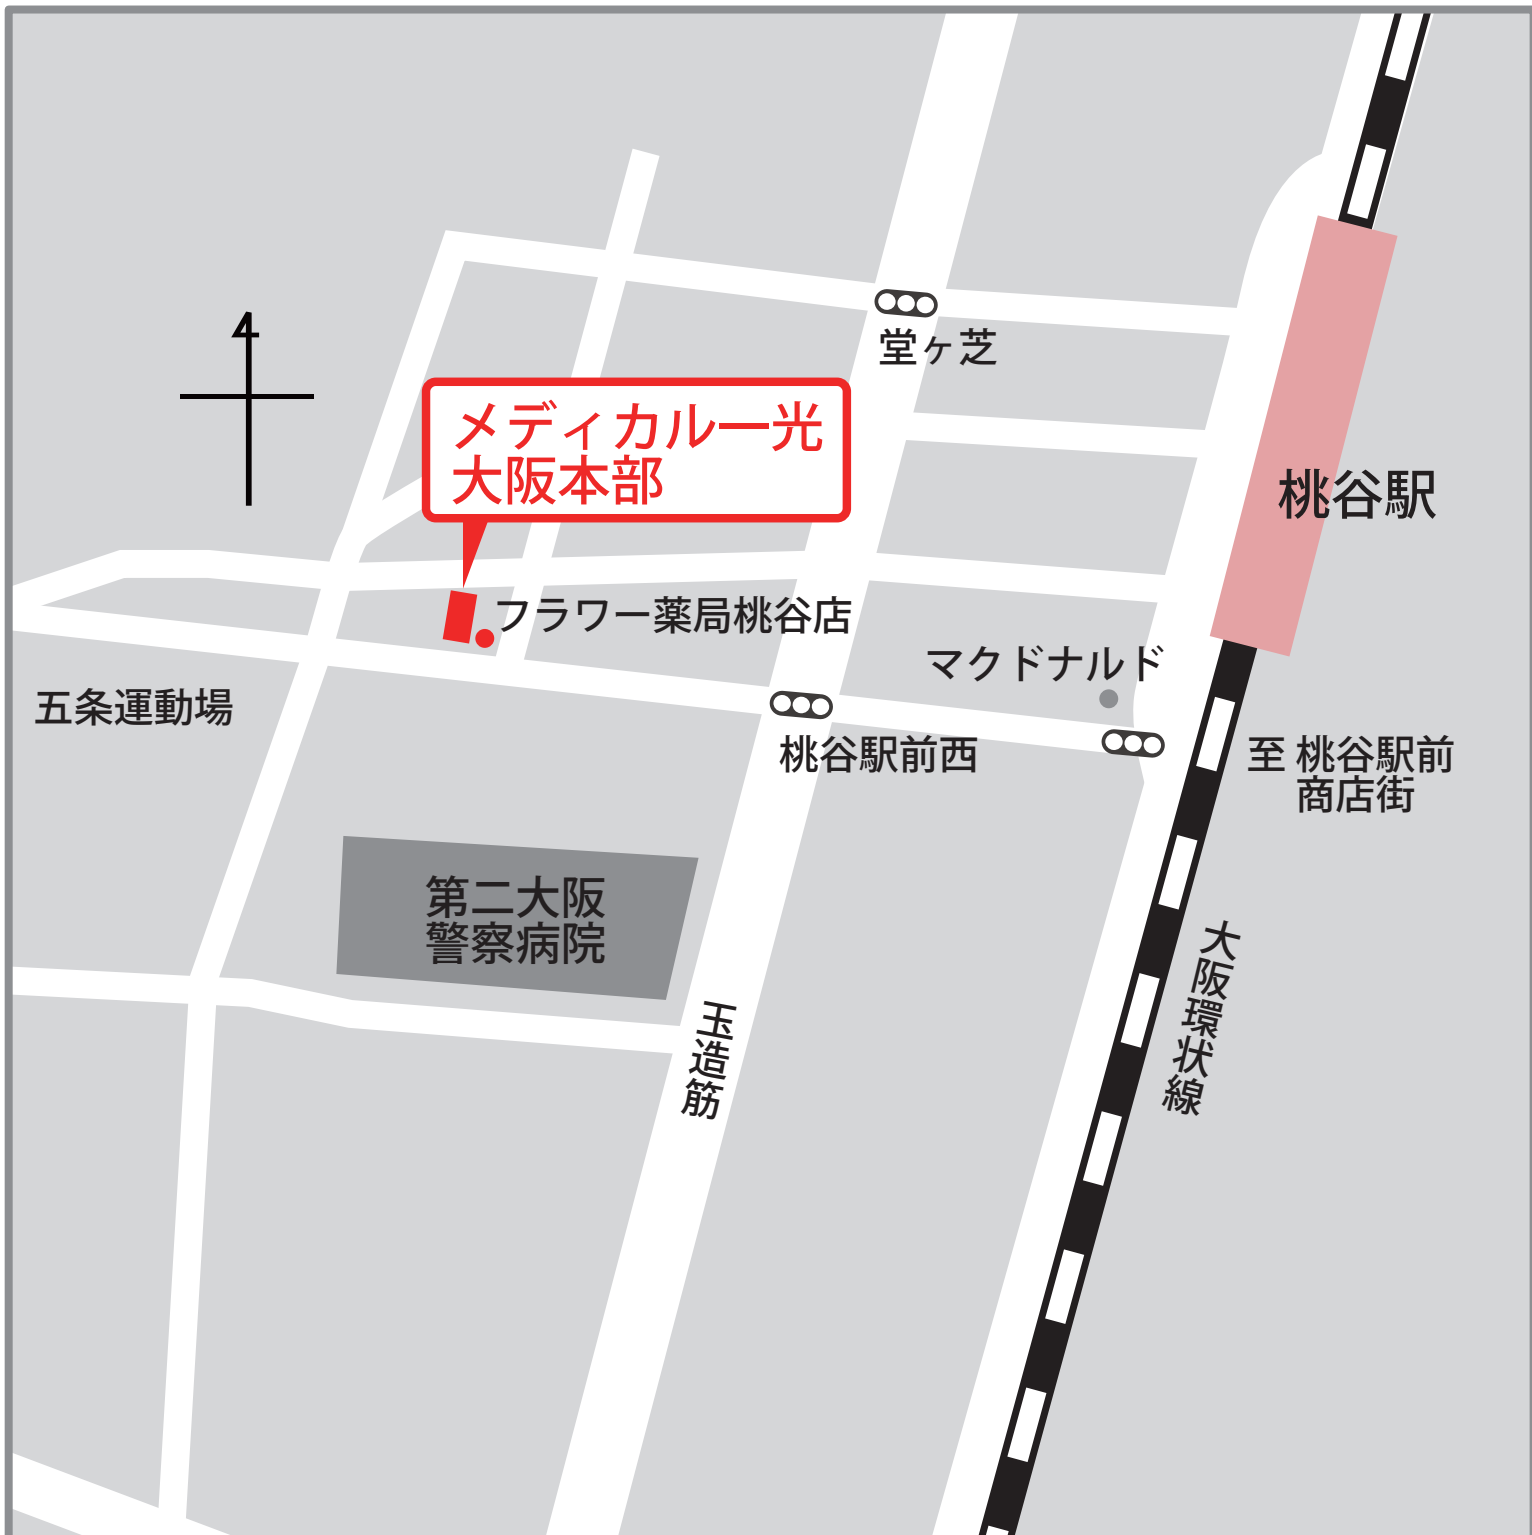 堂ヶ芝
メディカル一光
大阪本部
桃谷駅
フラワー薬局桃谷店
マクドナルド
五条運動場
桃谷駅前西
至 桃谷駅前
商店街
第二大阪
警察病院
大阪環状線
玉造筋